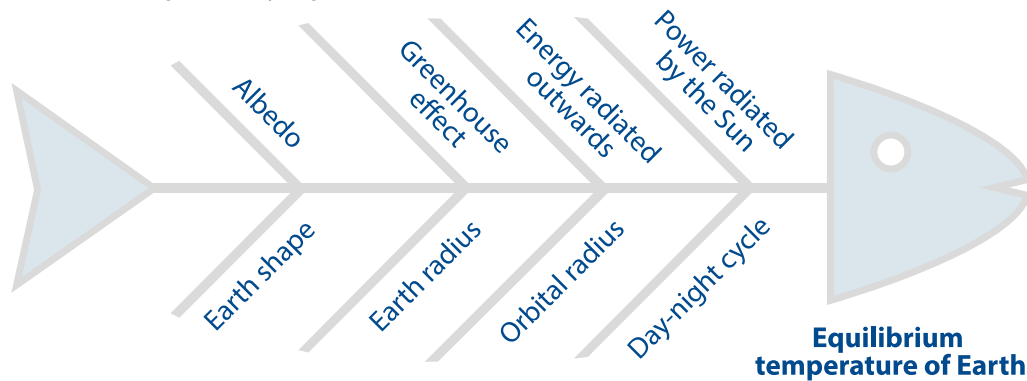 Albedo
Greenhouse
effect
Energy radiated
outwards
Power radiated
by the Sun
Earth shape
Earth radius
Orbital radius
Day-night cycle
Equilibrium
temperature of Earth